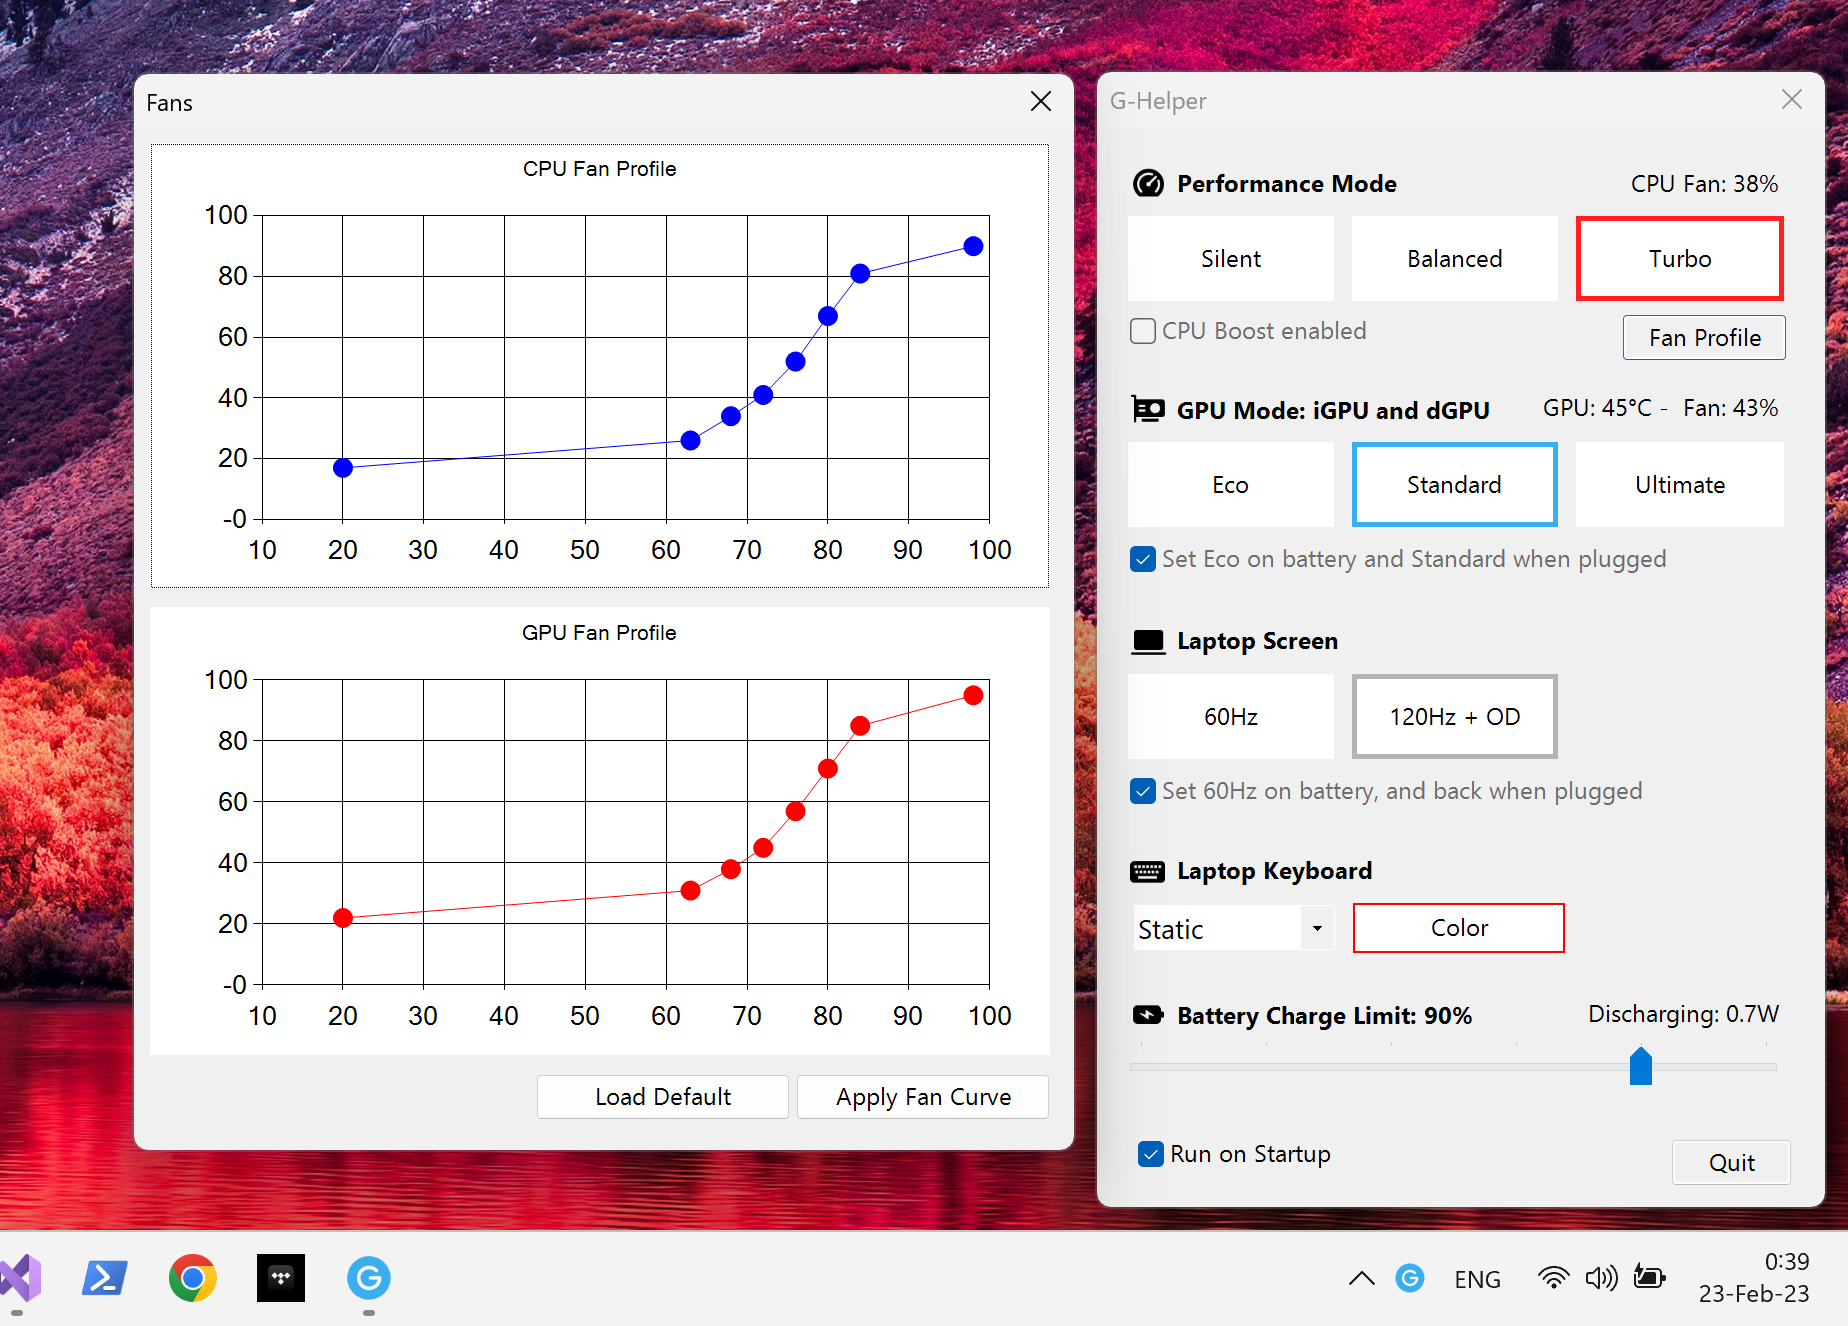 Fans
CPU Fan Profile
100
80
60
40
20
-0
10 20 30 40 50 60 70 80 90 100
GPU Fan Profile
100
80
60
40
20
-0
10 20 30 40 50 60 70 80 90 100
Load Default
Apply Fan Curve
G-Helper
Performance Mode
CPU Fan: 38%
Silent
Balanced
Turbo
CPU Boost enabled
Fan Profile
GPU Mode: iGPU and dGPU
GPU: 45°C - Fan: 43%
Eco
Standard
Ultimate
Set Eco on battery and Standard when plugged
Laptop Screen
60Hz
120Hz + OD
Set 60Hz on battery, and back when plugged
Laptop Keyboard
Static
Color
Battery Charge Limit: 90%
Discharging: 0.7W
Run on Startup
Quit
G
G
ENG
0:39
23-Feb-23